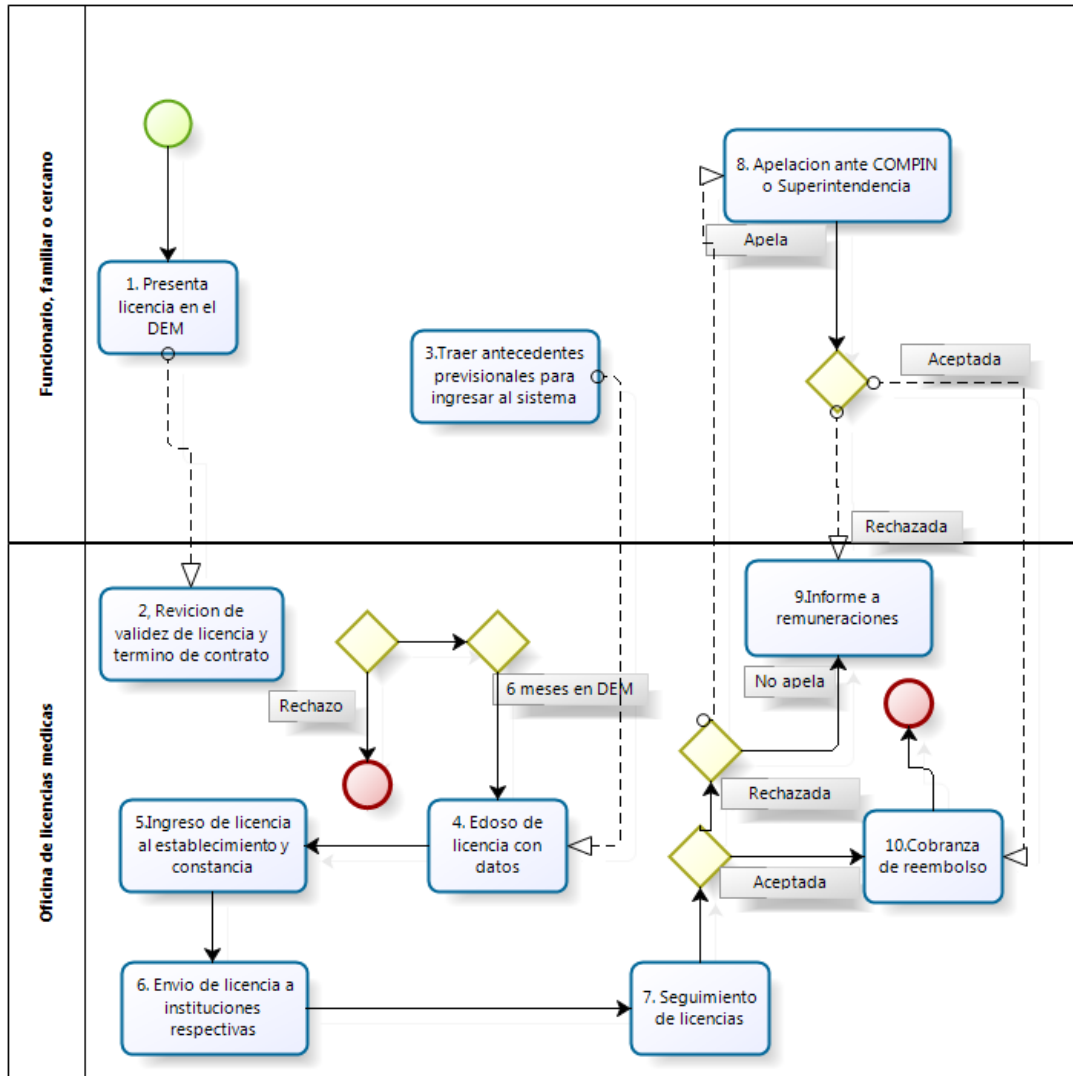 Funcionario, familiar o cercano
1. Presenta
licencia en el
DEM
3.Traer antecedentes
previsionales para
ingresar al sistema
8. Apelacion ante COMPIN
o Superintendencia
Apela
Aceptada
Rechazada
Oficina de licencias medicas
2, Revicion de
validez de licencia y
termino de contrato
Rechazo
6 meses en DEM
9.Informe a
remuneraciones
No apela
Rechazada
Aceptada
5.Ingreso de licencia
al establecimiento y
constancia
4. Edoso de
licencia con
datos
10.Cobranza
de reembolso
6. Envio de licencia a
instituciones
respectivas
7. Seguimiento
de licencias